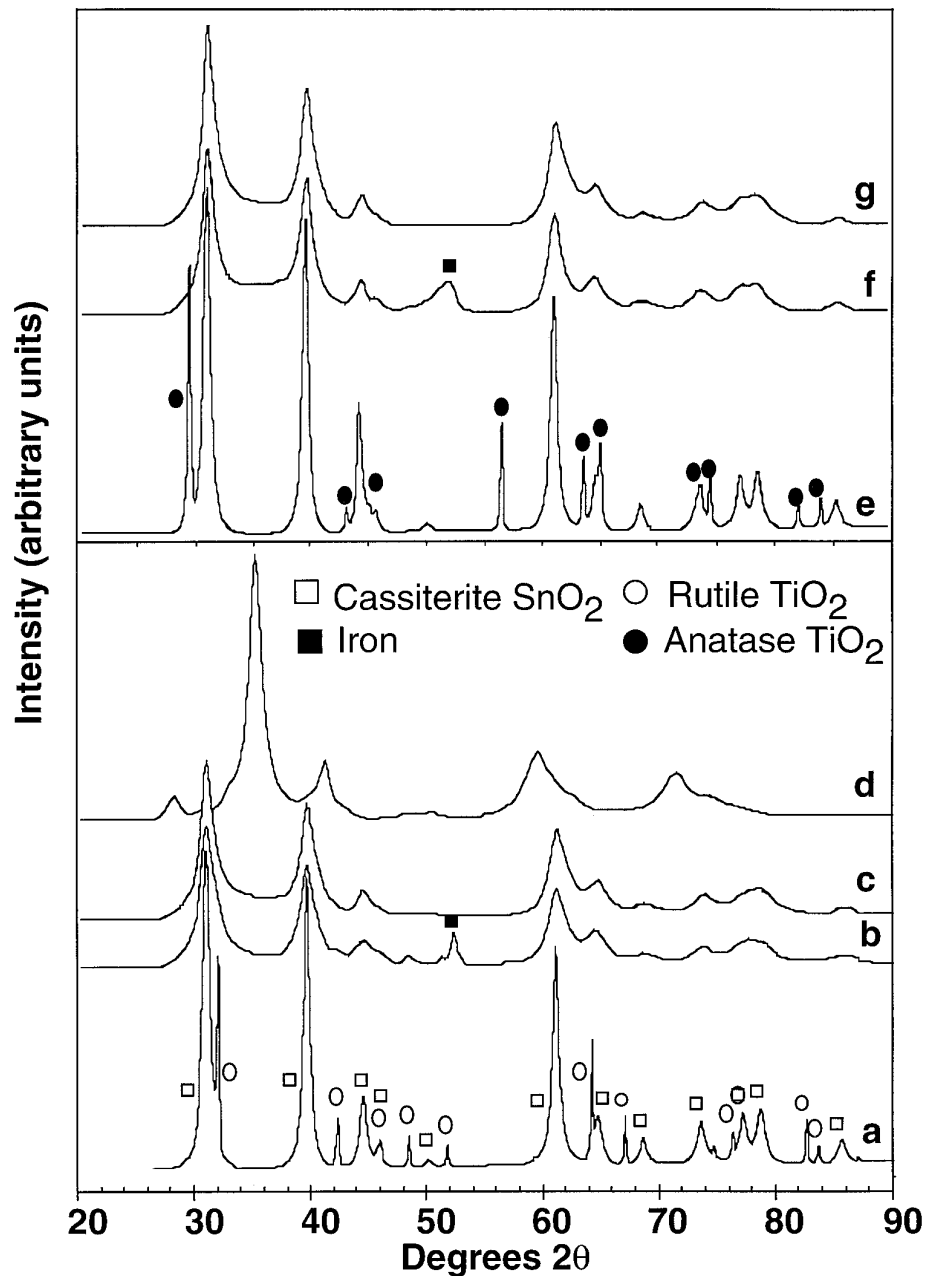 g
f
e
Cassiterite SnO2 Rutile TiO2
Iron Anatase TiO2
d
c
b
a
20 30 40 50 60 70 80 90
Degrees 2θ
Intensity (arbitrary units)